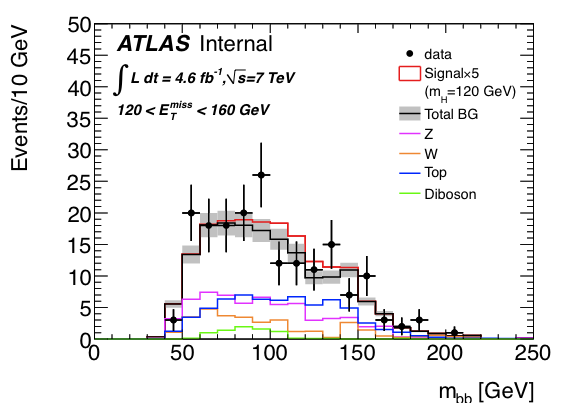 Events/10 GeV
50
45
40
35
30
25
20
15
10
5
0
ATLAS Internal
∫ L dt = 4.6 fb⁻¹,√s=7 TeV
120 < E_T^miss < 160 GeV
data
Signal×5
(m_H=120 GeV)
Total BG
Z
W
Top
Diboson
0 50 100 150 200 250
m_bb [GeV]